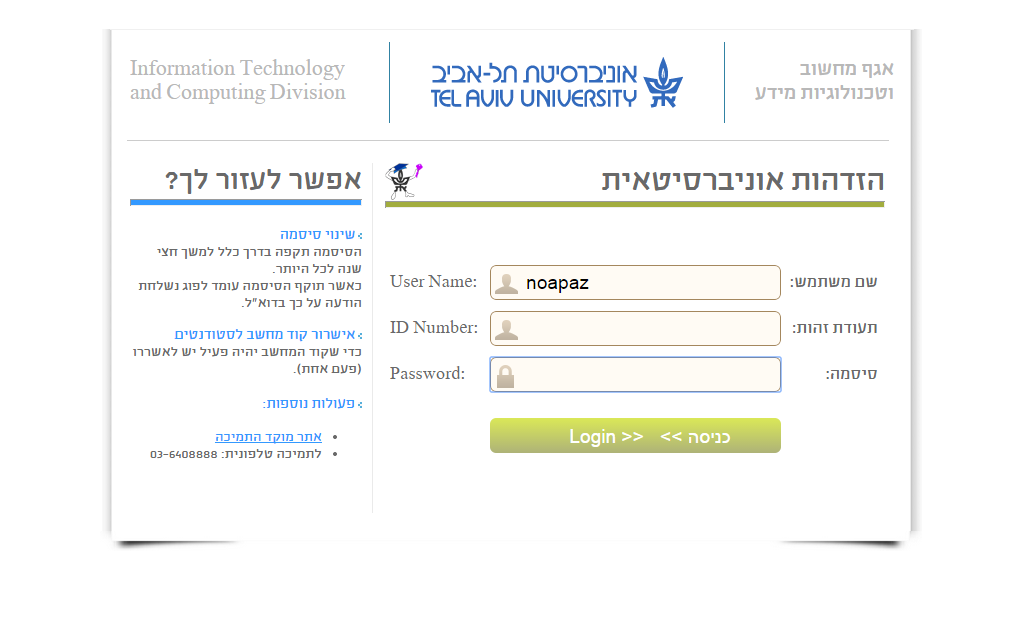 Information Technology
and Computing Division
אוניברסיטת תל-אביב
TEL AVIV UNIVERSITY
אגף מחשוב
וטכנולוגיות מידע
הזדהות אוניברסיטאית
User Name:
noapaz
שם משתמש:
ID Number:
תעודת זהות:
Password:
סיסמה:
כניסה >> Login >>
אפשר לעזור לך?
שינוי סיסמה
הסיסמה תקפה בדרך כלל למשך חצי
שנה לכל היותר.
כאשר תוקף הסיסמה עומד לפוג נשלחת
הודעה על כך בדוא"ל.
אישרור קוד מחשב לסטודנטים
כדי שקוד המחשב יהיה פעיל יש לאשררו
(פעם אחת).
פעולות נוספות:
• אתר מוקד התמיכה
• לתמיכה טלפונית: 03-6408888